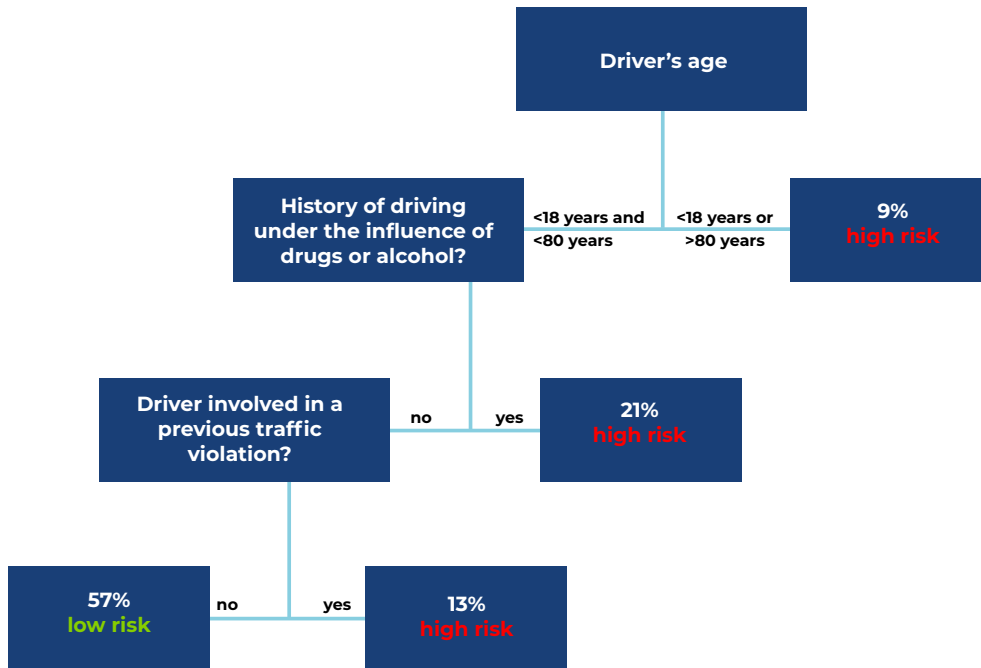 Driver’s age
History of driving
under the influence of
drugs or alcohol?
<18 years and
<80 years
<18 years or
>80 years
9%
high risk
Driver involved in a
previous traffic
violation?
no
yes
21%
high risk
57%
low risk
no
yes
13%
high risk